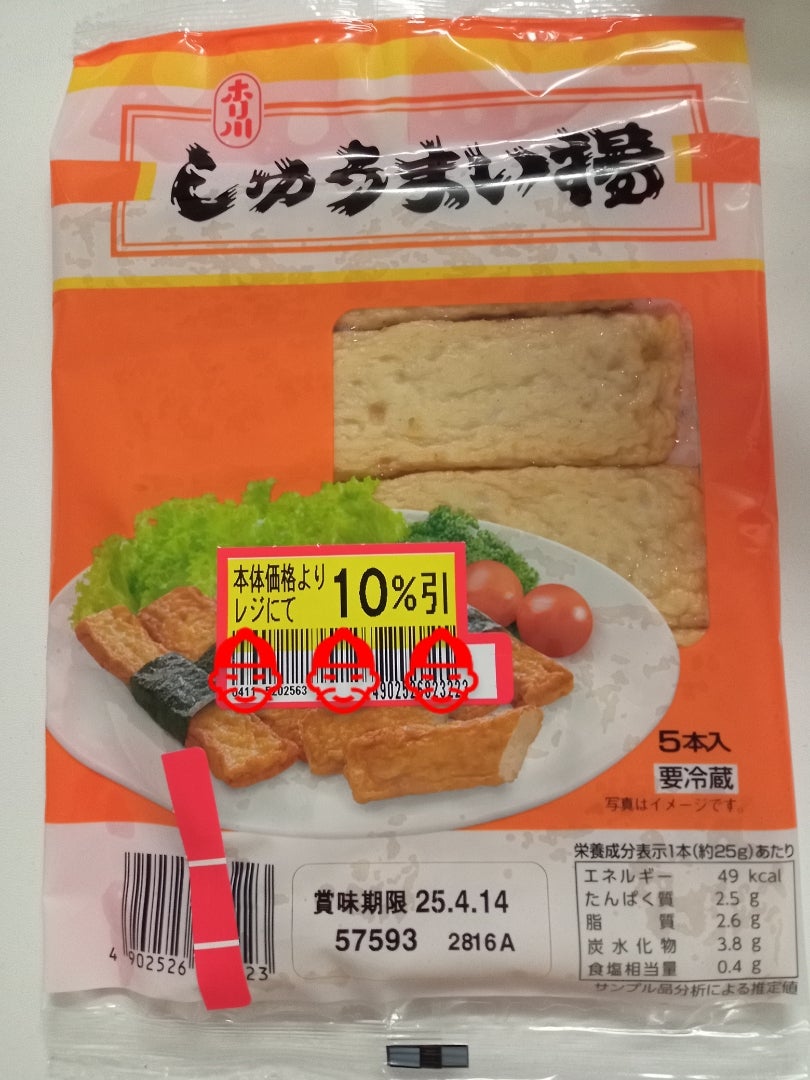 ホリ川
しゅうまい揚
本体価格より
レジにて
10%引
5本入
要冷蔵
写真はイメージです。
栄養成分表示1本(約25g)あたり
エネルギー 49 kcal
たんぱく質 2.5 g
脂 質 2.6 g
炭水化物 3.8 g
食塩相当量 0.4 g
サンプル品分析による推定値
賞味期限 25.4.14
57593 2816A
4 902526 23